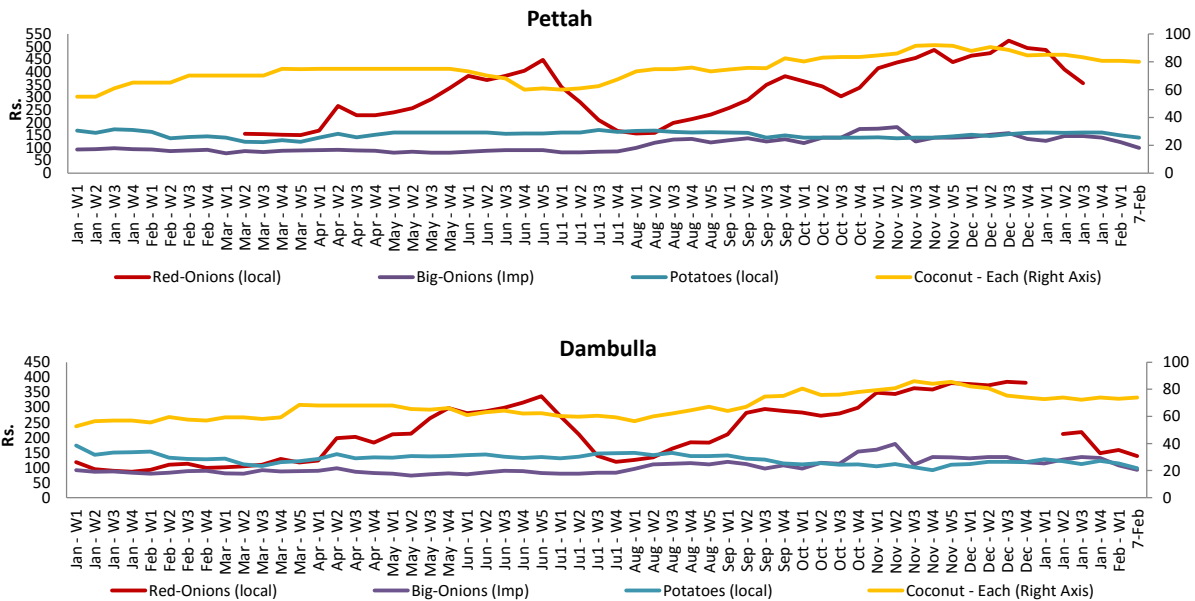 Pettah
Rs.
550
500
450
400
350
300
250
200
150
100
50
0
100
80
60
40
20
0
Jan - W1
Jan - W2
Jan - W3
Jan - W4
Feb - W1
Feb - W2
Feb - W3
Feb - W4
Mar - W1
Mar - W2
Mar - W3
Mar - W4
Apr - W1
Apr - W2
Apr - W3
Apr - W4
May - W1
May - W2
May - W3
May - W4
Jun - W1
Jun - W2
Jun - W3
Jun - W4
Jun - W5
Ju1 - W1
Ju1 - W2
Ju1 - W3
Ju1 - W4
Aug - W1
Aug - W2
Aug - W3
Aug - W4
Aug - W5
Sep - W1
Sep - W2
Sep - W3
Sep - W4
Oct - W1
Oct - W2
Oct - W3
Oct - W4
Nov - W1
Nov - W2
Nov - W3
Nov - W4
Nov - W5
Dec - W1
Dec - W2
Dec - W3
Dec - W4
Jan - W1
Jan - W2
Jan - W3
Jan - W4
Feb - W1
7-Feb
Red-Onions (local) Big-Onions (Imp) Potatoes (local) Coconut - Each (Right Axis)
Dambulla
Rs.
450
400
350
300
250
200
150
100
50
0
100
80
60
40
20
0
Jan - W1
Jan - W2
Jan - W3
Jan - W4
Feb - W1
Feb - W2
Feb - W3
Feb - W4
Mar - W1
Mar - W2
Mar - W3
Mar - W4
Apr - W1
Apr - W2
Apr - W3
Apr - W4
May - W1
May - W2
May - W3
May - W4
Jun - W1
Jun - W2
Jun - W3
Jun - W4
Jun - W5
Ju1 - W1
Ju1 - W2
Ju1 - W3
Ju1 - W4
Aug - W1
Aug - W2
Aug - W3
Aug - W4
Aug - W5
Sep - W1
Sep - W2
Sep - W3
Sep - W4
Oct - W1
Oct - W2
Oct - W3
Oct - W4
Nov - W1
Nov - W2
Nov - W3
Nov - W4
Nov - W5
Dec - W1
Dec - W2
Dec - W3
Dec - W4
Jan - W1
Jan - W2
Jan - W3
Jan - W4
Feb - W1
7-Feb
Red-Onions (local) Big-Onions (Imp) Potatoes (local) Coconut - Each (Right Axis)